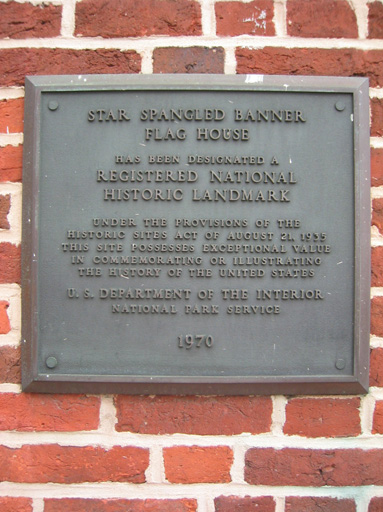 STAR SPANGLED BANNER
FLAG HOUSE
HAS BEEN DESIGNATED A
REGISTERED NATIONAL
HISTORIC LANDMARK
UNDER THE PROVISIONS OF THE
HISTORIC SITES ACT OF AUGUST 21, 1935
THIS SITE POSSESSES EXCEPTIONAL VALUE
IN COMMEMORATING OR ILLUSTRATING
THE HISTORY OF THE UNITED STATES
U. S. DEPARTMENT OF THE INTERIOR
NATIONAL PARK SERVICE
1970